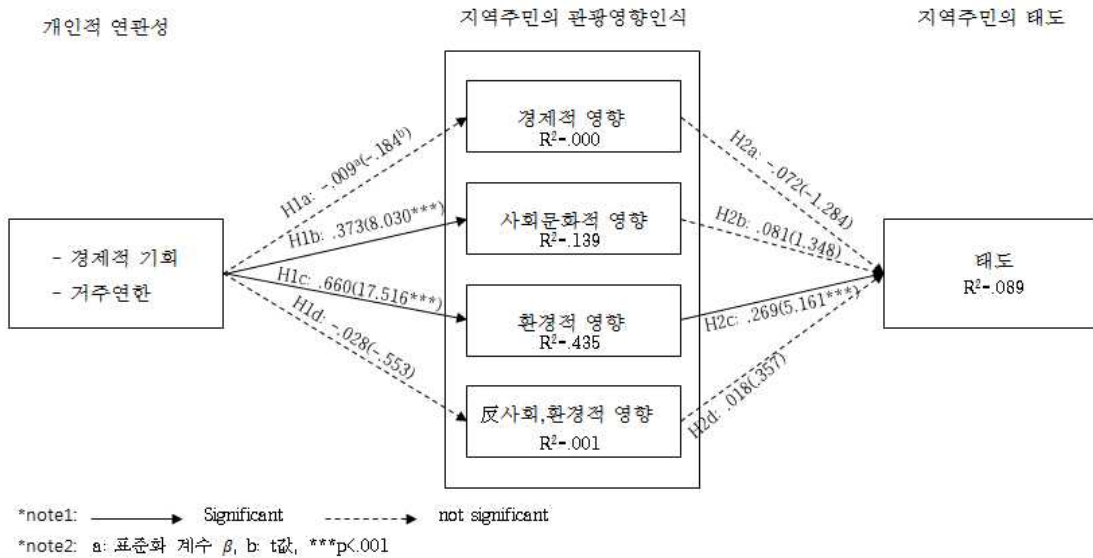 개인적 연관성
지역주민의 관광영향인식
지역주민의 태도
- 경제적 기회
- 거주연한
H1a: -.009ᵃ(-.184ᵇ)
H1b: .373(8.030***)
H1c: .660(17.516***)
H1d: -.028(-.553)
경제적 영향
R²=.000
사회문화적 영향
R²=.139
환경적 영향
R²=.435
反사회,환경적 영향
R²=.001
H2a: -.072(-1.284)
H2b: .081(1.348)
H2c: .269(5.161***)
H2d: .018(.357)
태도
R²=.089
*note1: Significant not significant
*note2: a: 표준화 계수 β, b: t값, ***p<.001